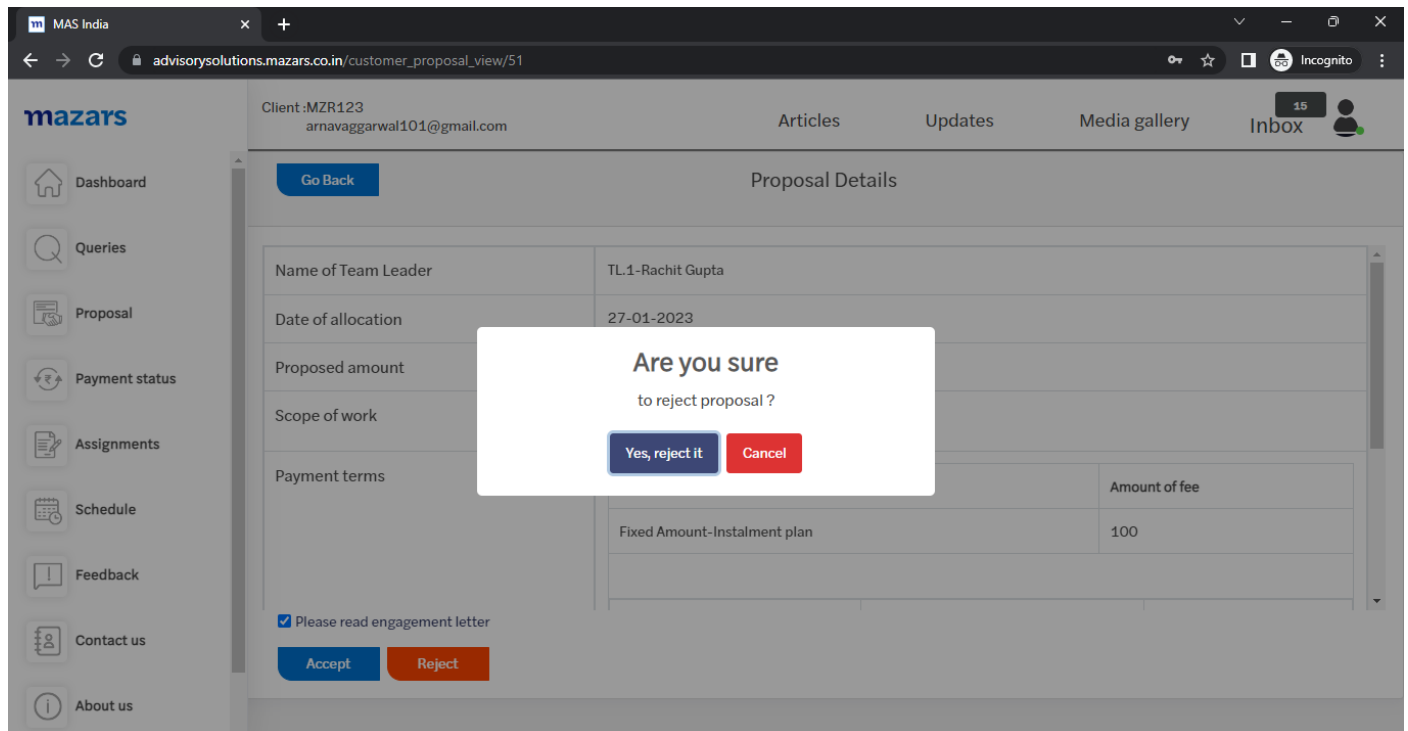 MAS India
advisorysolutions.mazars.co.in/customer_proposal_view/51
Incognito
mazars
Client :MZR123
arnavaggarwal101@gmail.com
Articles
Updates
Media gallery
15
Inbox
Dashboard
Queries
Proposal
Payment status
Assignments
Schedule
Feedback
Contact us
About us
Go Back
Proposal Details
Name of Team Leader
TL.1-Rachit Gupta
Date of allocation
27-01-2023
Proposed amount
Scope of work
Payment terms
Amount of fee
Fixed Amount-Instalment plan
100
Are you sure
to reject proposal ?
Yes, reject it
Cancel
Please read engagement letter
Accept
Reject